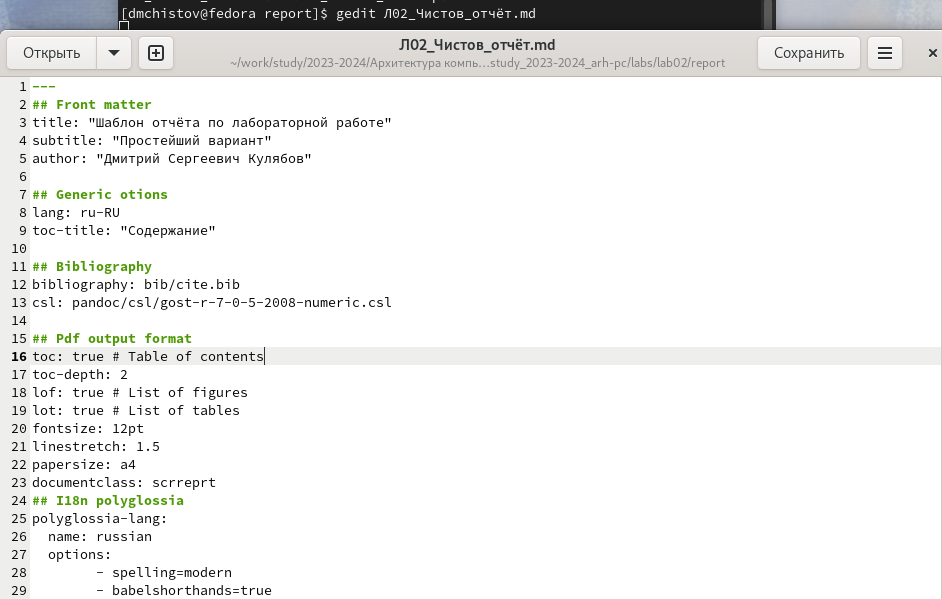 [dmchistov@fedora report]$ gedit Л02_Чистов_отчёт.md
Открыть
Л02_Чистов_отчёт.md
~/work/study/2023-2024/Архитектура компь…study_2023-2024_arh-pc/labs/lab02/report
Сохранить
1 ---
2 ## Front matter
3 title: "Шаблон отчёта по лабораторной работе"
4 subtitle: "Простейший вариант"
5 author: "Дмитрий Сергеевич Кулябов"
6
7 ## Generic otions
8 lang: ru-RU
9 toc-title: "Содержание"
10
11 ## Bibliography
12 bibliography: bib/cite.bib
13 csl: pandoc/csl/gost-r-7-0-5-2008-numeric.csl
14
15 ## Pdf output format
16 toc: true # Table of contents
17 toc-depth: 2
18 lof: true # List of figures
19 lot: true # List of tables
20 fontsize: 12pt
21 linestretch: 1.5
22 papersize: a4
23 documentclass: scrreprt
24 ## I18n polyglossia
25 polyglossia-lang:
26   name: russian
27   options:
28         - spelling=modern
29         - babelshorthands=true